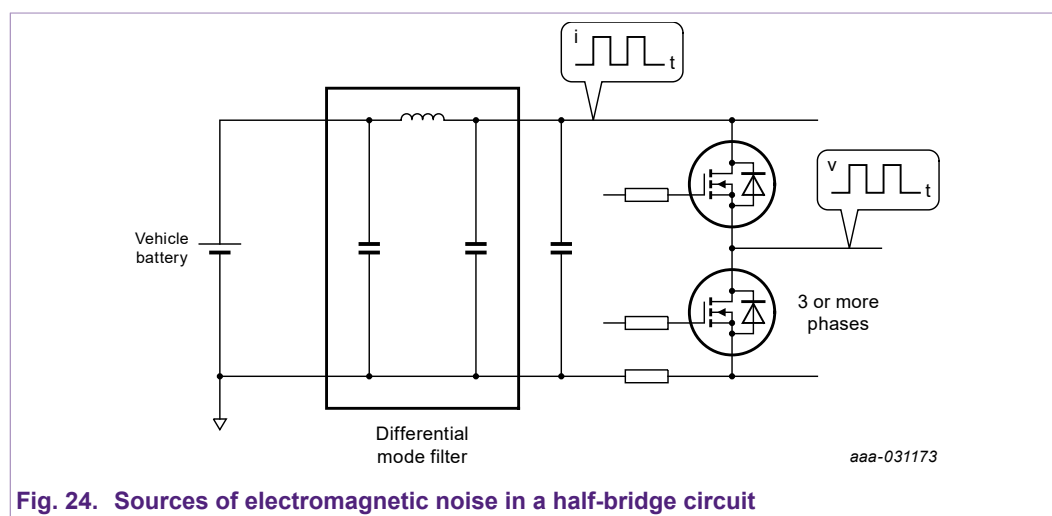 i
t
v
t
Vehicle
battery
3 or more
phases
Differential
mode filter
aaa-031173
Fig. 24. Sources of electromagnetic noise in a half-bridge circuit